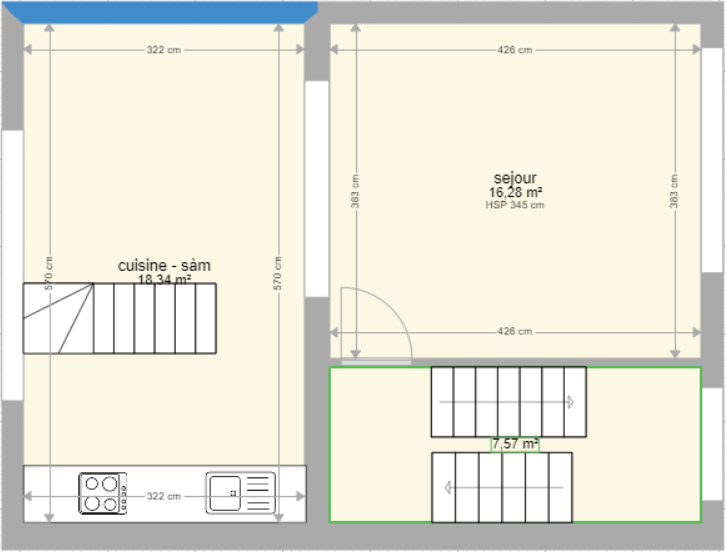 322 cm
426 cm
383 cm
383 cm
sejour
16,28 m²
HSP 345 cm
cuisine - sàm
18,34 m²
570 cm
570 cm
426 cm
7,57 m²
322 cm